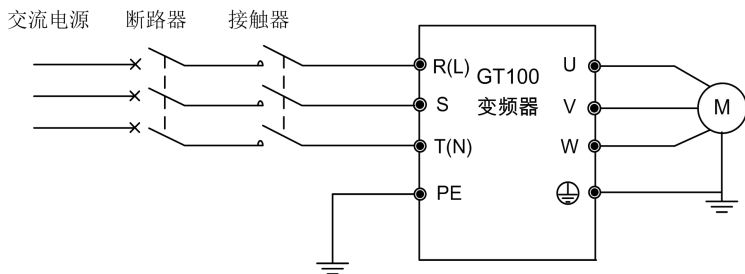 交流电源 断路器 接触器
R(L)
S
T(N)
PE
GT100
变频器
U
V
W
M